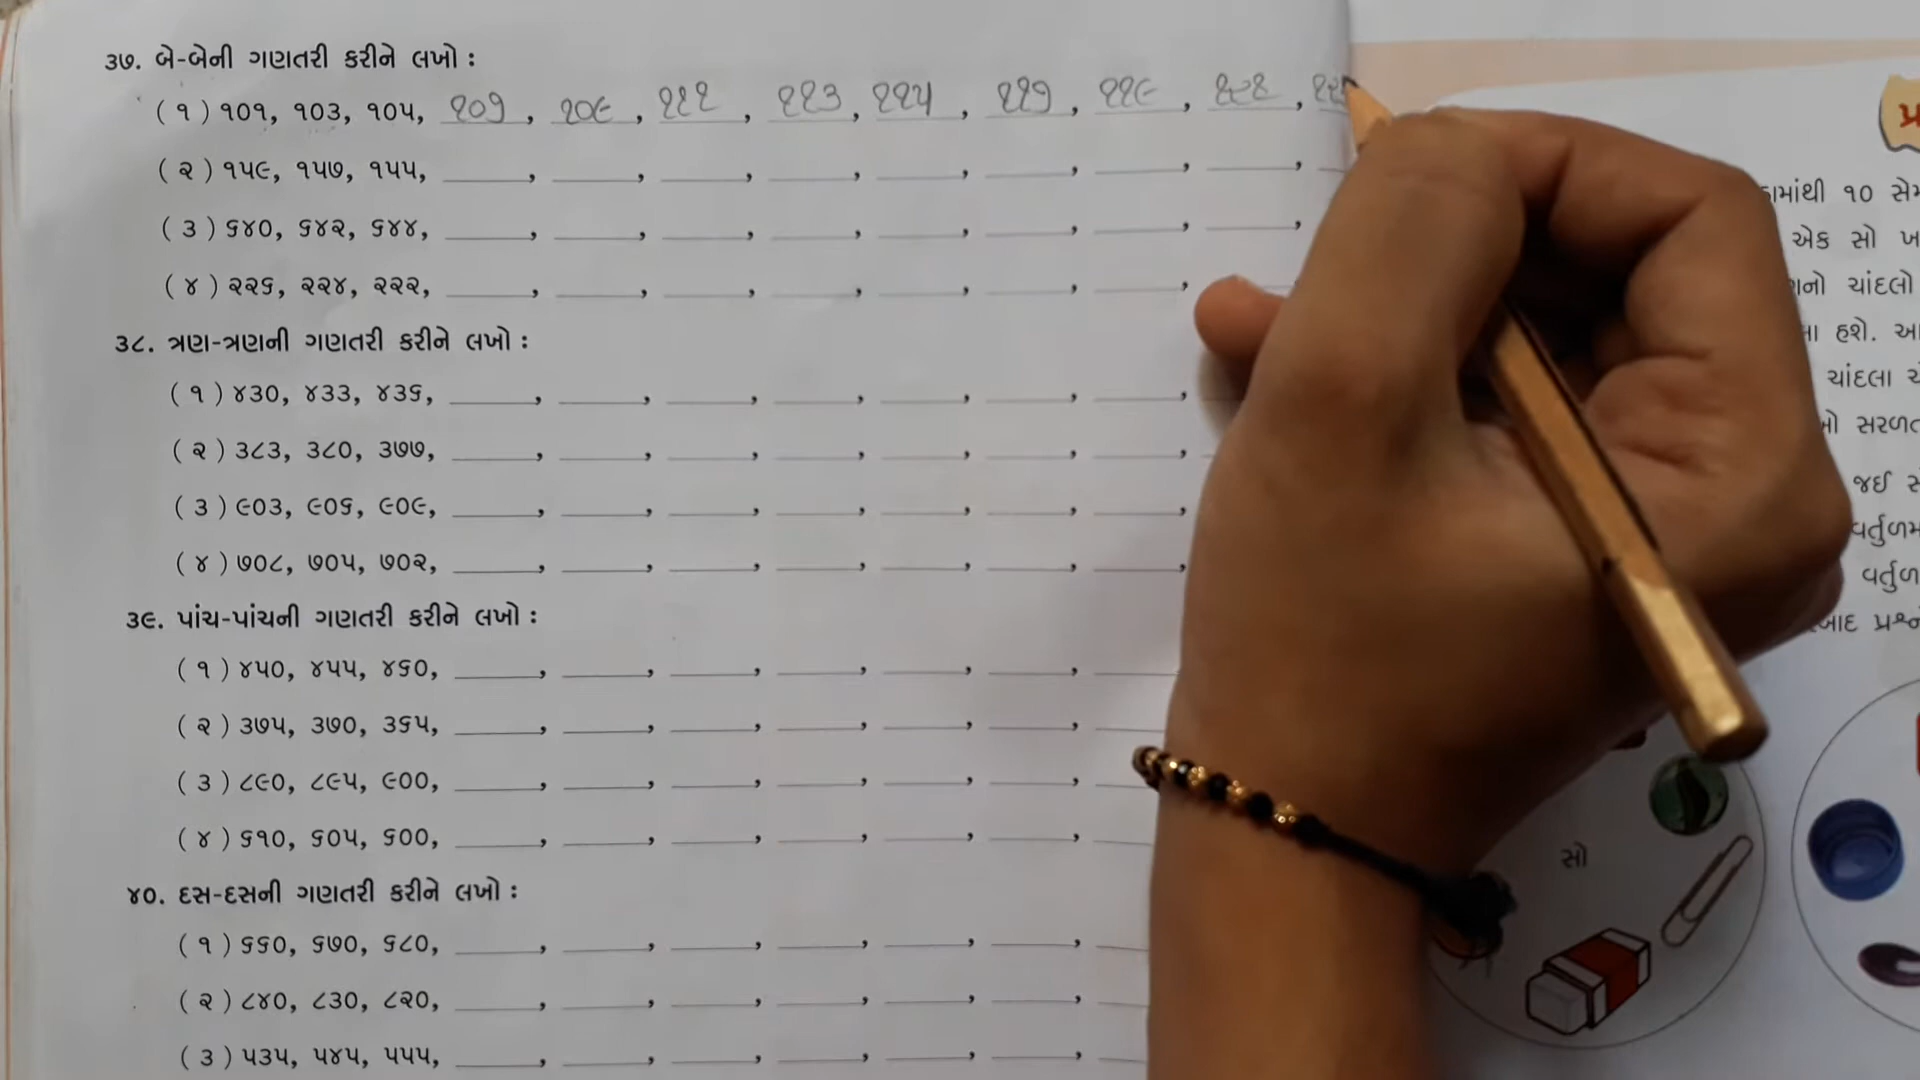 ૩૭. બે-બેની ગણતરી કરીને લખો :
( ૧ ) ૧૦૧, ૧૦૩, ૧૦૫, ૧૦૭, ૧૦૯, ૧૧૧, ૧૧૩, ૧૧૫, ૧૧૭, ૧૧૯, ૧૨૧,
( ૨ ) ૧૫૯, ૧૫૭, ૧૫૫,
( ૩ ) ૬૪૦, ૬૪૨, ૬૪૪,
( ૪ ) ૨૨૬, ૨૨૪, ૨૨૨,
૩૮. ત્રણ-ત્રણની ગણતરી કરીને લખો :
( ૧ ) ૪૩૦, ૪૩૩, ૪૩૬,
( ૨ ) ૩૮૩, ૩૮૦, ૩૭૭,
( ૩ ) ૯૦૩, ૯૦૬, ૯૦૯,
( ૪ ) ૭૦૮, ૭૦૫, ૭૦૨,
૩૯. પાંચ-પાંચની ગણતરી કરીને લખો :
( ૧ ) ૪૫૦, ૪૫૫, ૪૬૦,
( ૨ ) ૩૭૫, ૩૭૦, ૩૬૫,
( ૩ ) ૮૯૦, ૮૯૫, ૯૦૦,
( ૪ ) ૬૧૦, ૬૦૫, ૬૦૦,
૪૦. દસ-દસની ગણતરી કરીને લખો :
( ૧ ) ૬૬૦, ૬૭૦, ૬૮૦,
( ૨ ) ૮૪૦, ૮૩૦, ૮૨૦,
( ૩ ) ૫૩૫, ૫૪૫, ૫૫૫,
૧૦
એક સો
ચાંદલો
હશે.
ચાંદલા
જઈ
સો